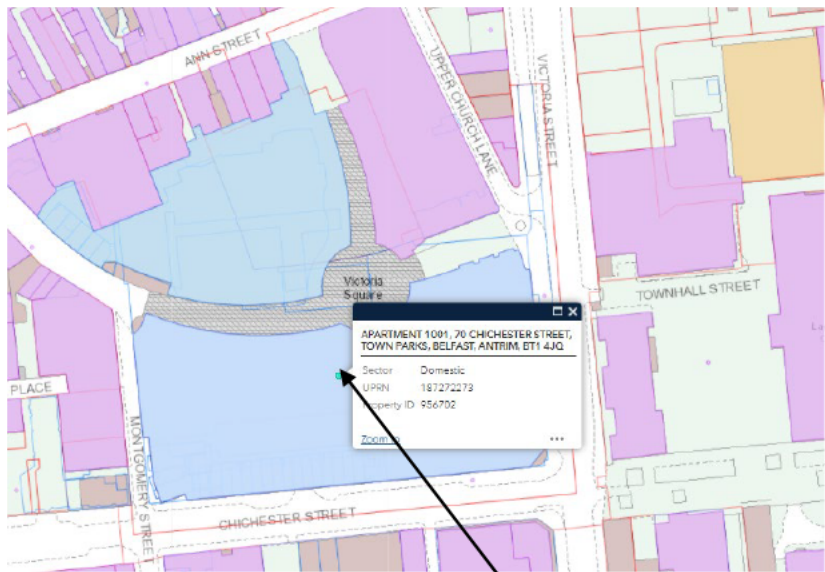 ANN STREET
UPPER CHURCH LANE
VICTORIA STREET
Victoria
Square
TOWNHALL STREET
APARTMENT 1001, 70 CHICHESTER STREET,
TOWN PARKS, BELFAST, ANTRIM, BT1 4JQ
Sector Domestic
UPRN 187272273
Property ID 956702
Zoom to
PLACE
MONTGOMERY STREET
CHICHESTER STREET